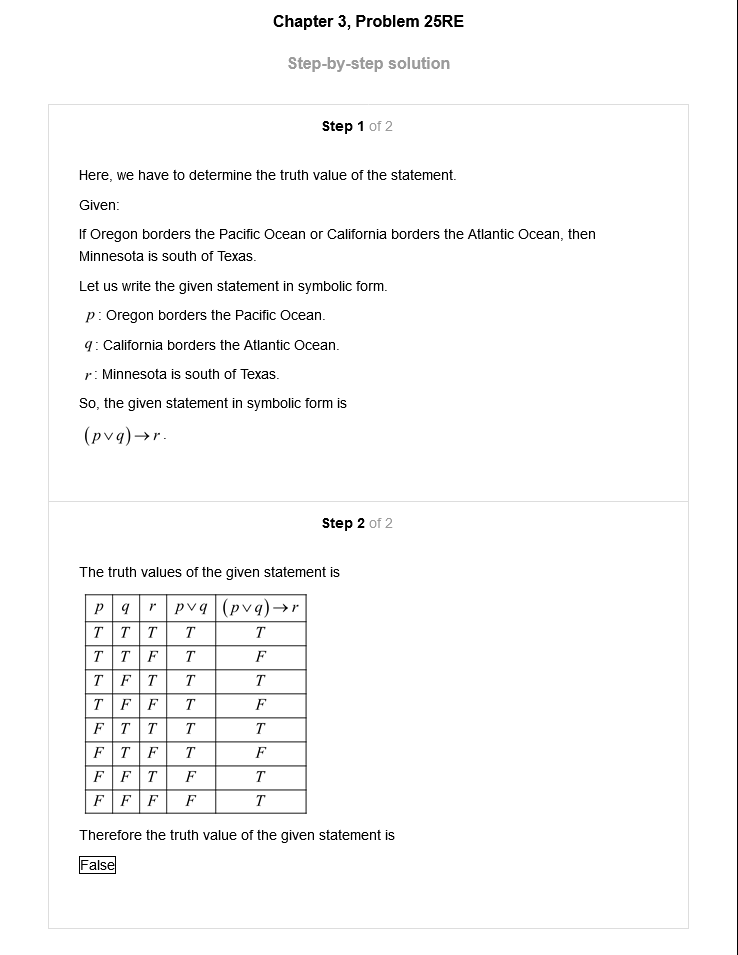 Chapter 3, Problem 25RE
Step-by-step solution
Step 1 of 2
Here, we have to determine the truth value of the statement.
Given:
If Oregon borders the Pacific Ocean or California borders the Atlantic Ocean, then
Minnesota is south of Texas.
Let us write the given statement in symbolic form.
p: Oregon borders the Pacific Ocean.
q: California borders the Atlantic Ocean.
r: Minnesota is south of Texas.
So, the given statement in symbolic form is
(p∨q)→r.
Step 2 of 2
The truth values of the given statement is
p q r p∨q (p∨q)→r
T T T T T
T T F T F
T F T T T
T F F T F
F T T T T
F T F T F
F F T F T
F F F F T
Therefore the truth value of the given statement is
False